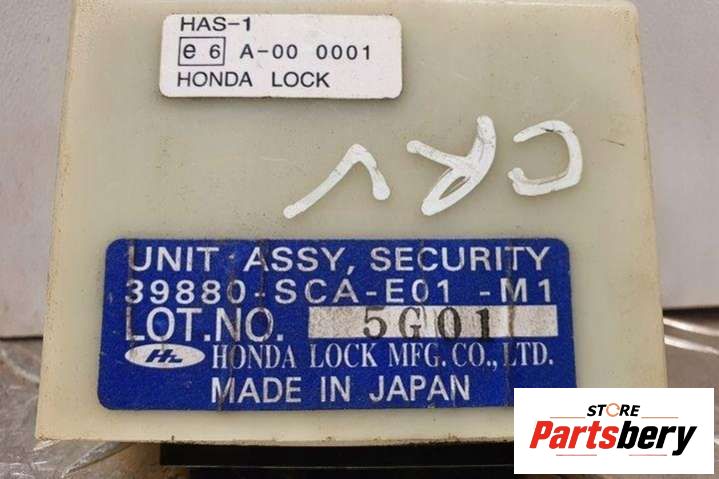 HAS-1
e 6 A-00 0001
HONDA LOCK
CRV
UNIT ASSY, SECURITY
39880-SCA-E01 -M1
LOT.NO. 5G01
HL HONDA LOCK MFG. CO., LTD.
MADE IN JAPAN
STORE
Partsbery